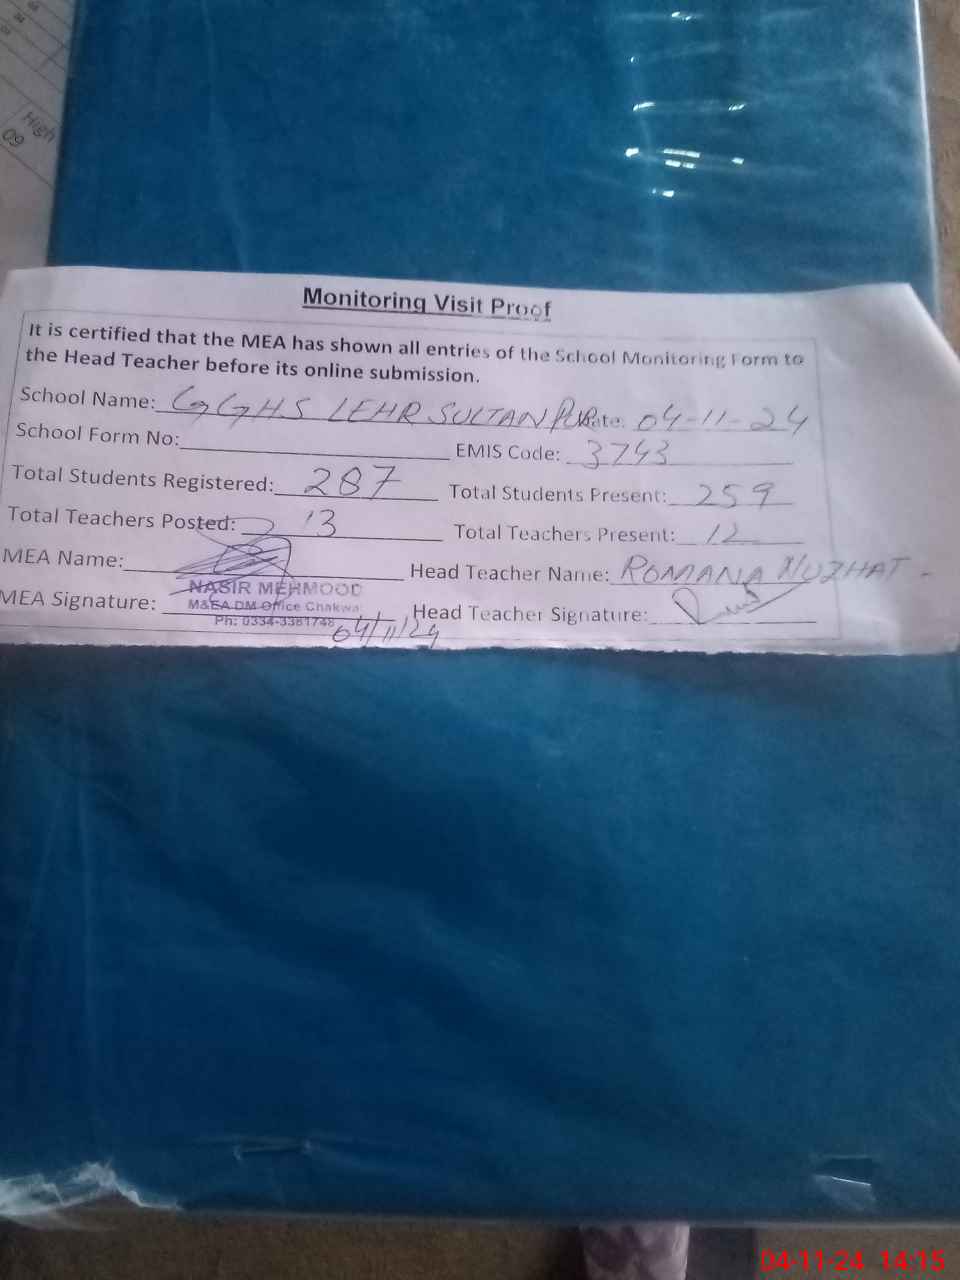 High
09
Monitoring Visit Proof
It is certified that the MEA has shown all entries of the School Monitoring Form to
the Head Teacher before its online submission.
School Name: GGHS LEHR SULTAN PUR Date: 04-11-24
School Form No:
EMIS Code: 3743
Total Students Registered: 287 Total Students Present: 259
Total Teachers Posted: 13 Total Teachers Present: 12
MEA Name: Head Teacher Name: ROMANA NUZHAT -
NASIR MEHMOOD
M&EA DM Office Chakwal
Ph: 0334-3381748
MEA Signature: Head Teacher Signature:
04/11/24
04-11-24 14:15